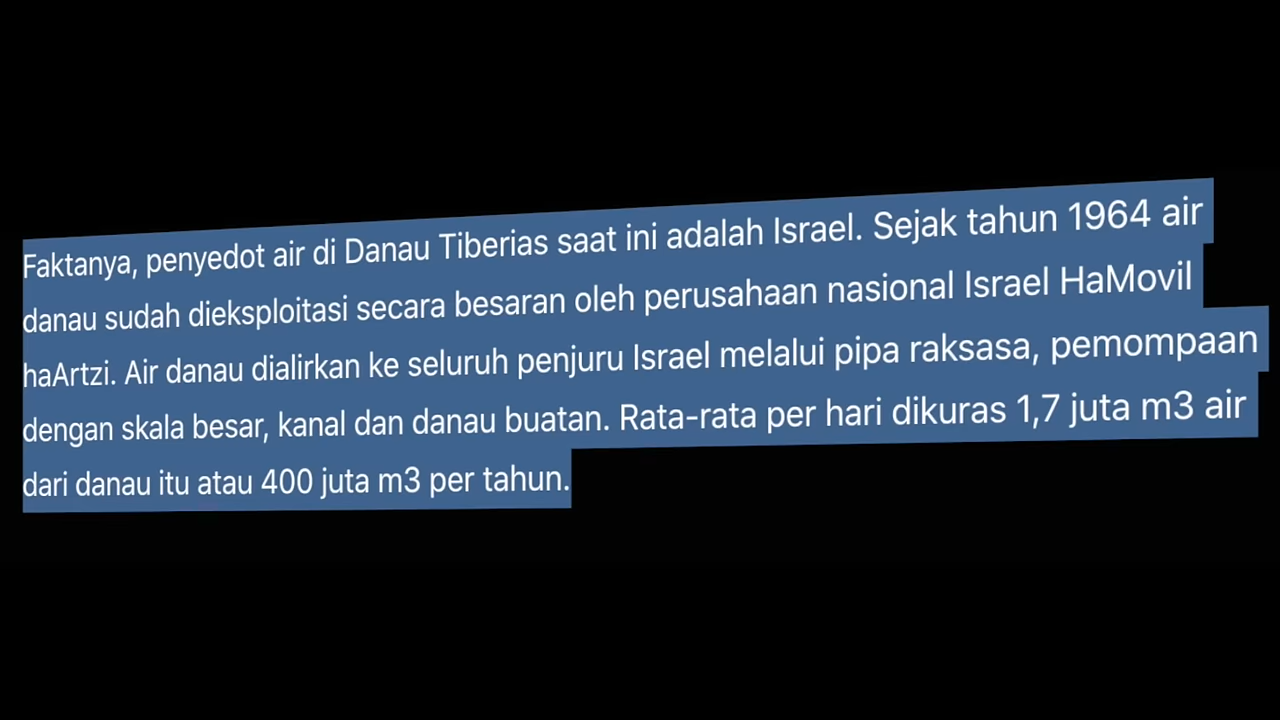 Faktanya, penyedot air di Danau Tiberias saat ini adalah Israel. Sejak tahun 1964 air
danau sudah dieksploitasi secara besaran oleh perusahaan nasional Israel HaMovil
haArtzi. Air danau dialirkan ke seluruh penjuru Israel melalui pipa raksasa, pemompaan
dengan skala besar, kanal dan danau buatan. Rata-rata per hari dikuras 1,7 juta m3 air
dari danau itu atau 400 juta m3 per tahun.